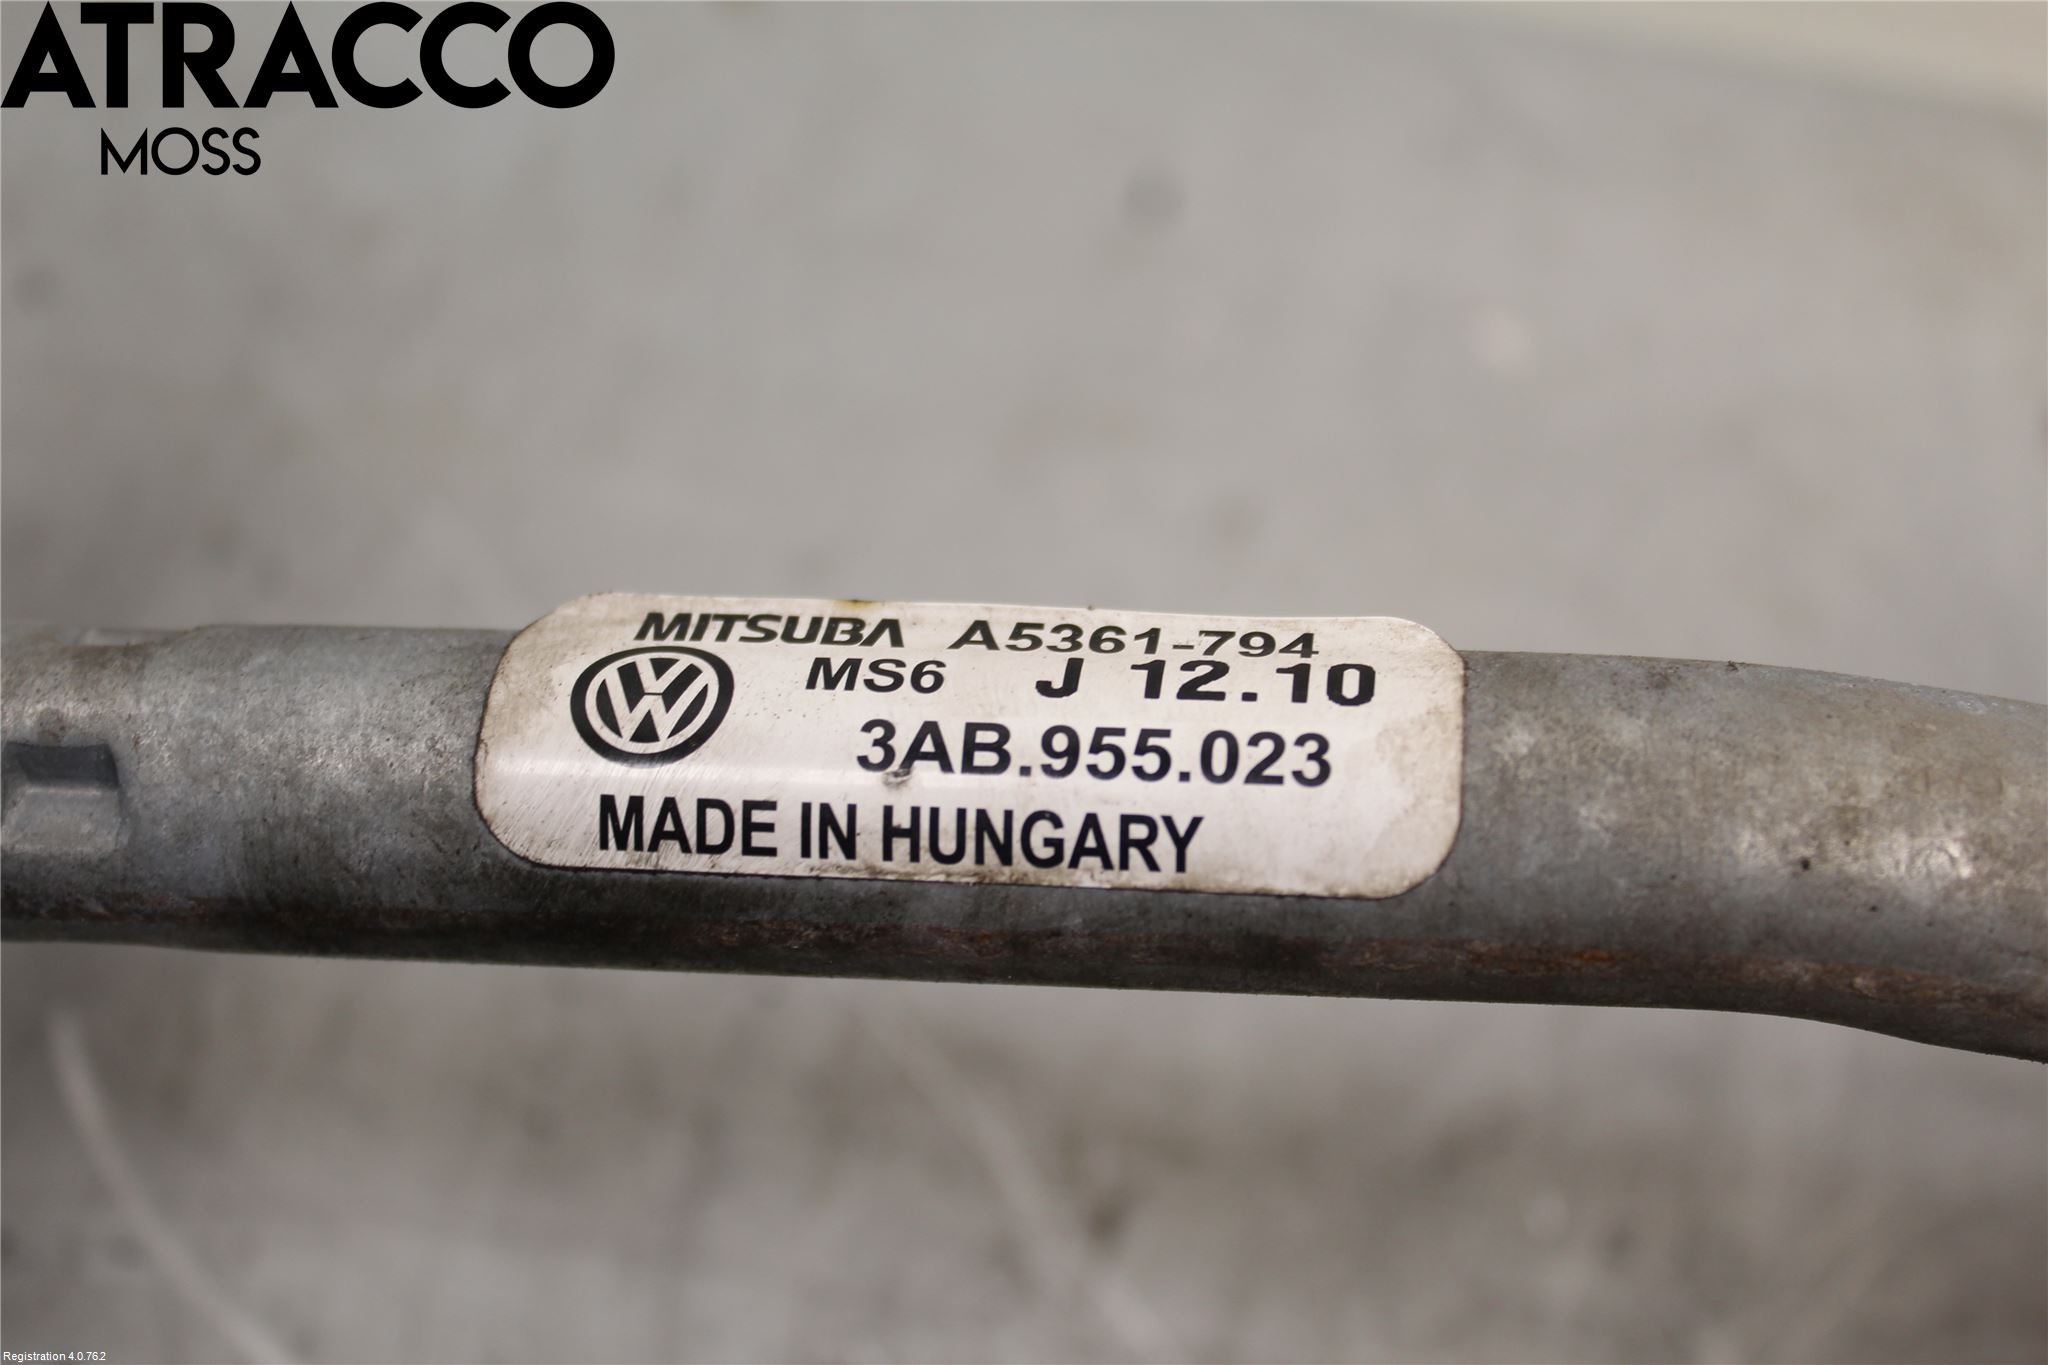 ATRACCO
MOSS
MITSUBA A5361-794
MS6 J 12.10
3AB.955.023
MADE IN HUNGARY
Registration 4.0.762